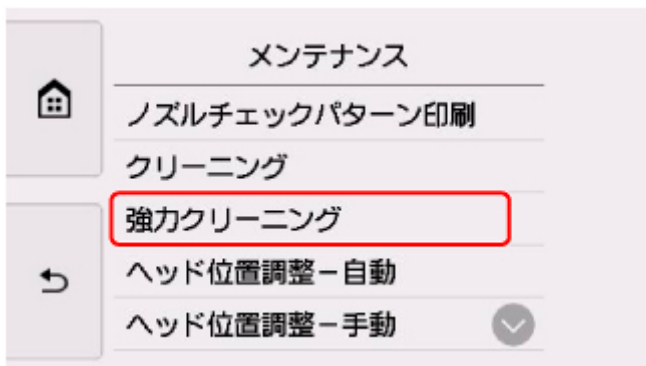 メンテナンス
ノズルチェックパターン印刷
クリーニング
強力クリーニング
ヘッド位置調整－自動
ヘッド位置調整－手動